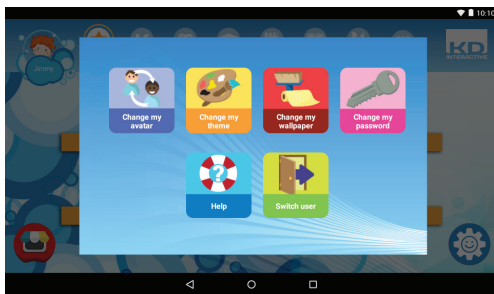 10:10
Jimmy
KD
INTERACTIVE
Change my
avatar
Change my
theme
Change my
wallpaper
Change my
password
Help
Switch user